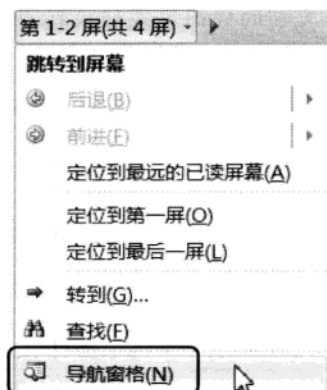 第 1-2 屏(共 4 屏)
跳转到屏幕
后退(B)
前进(F)
定位到最远的已读屏幕(A)
定位到第一屏(O)
定位到最后一屏(L)
转到(G)...
查找(F)
导航窗格(N)